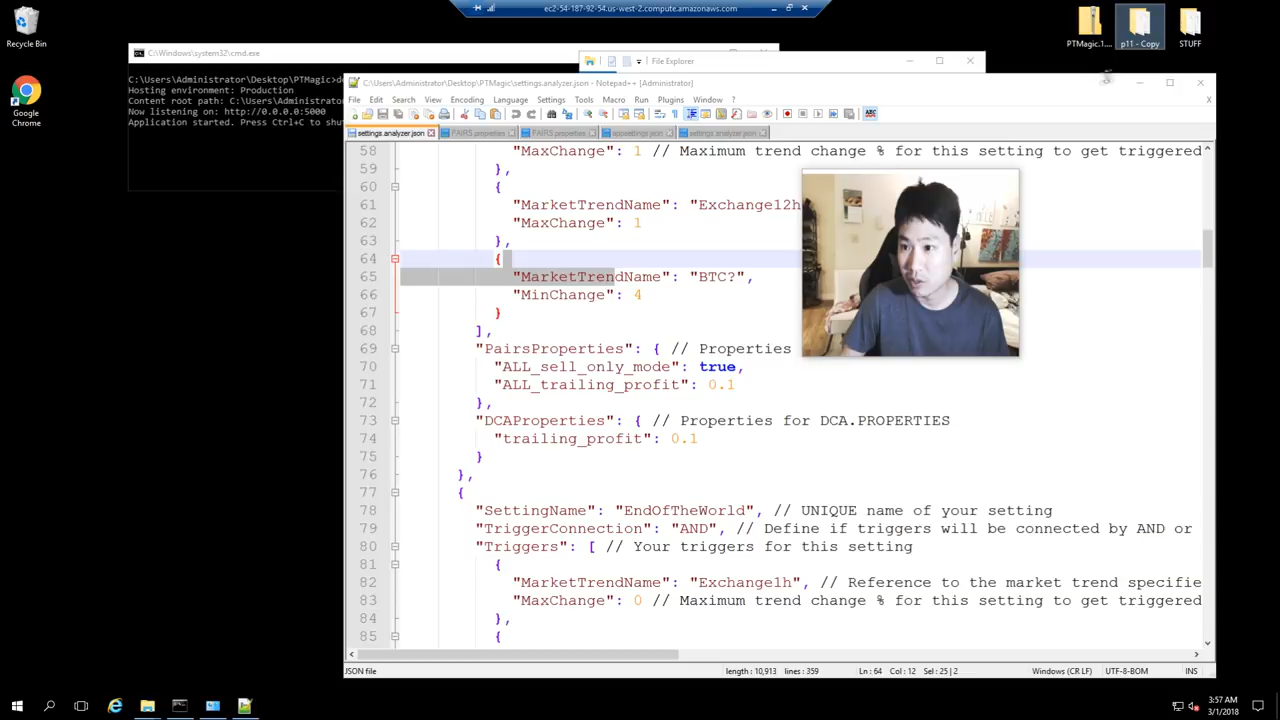 ec2-54-187-92-54.us-west-2.compute.amazonaws.com
Recycle Bin
Google
Chrome
PTMagic.1....
p11 - Copy
STUFF
C:\Windows\system32\cmd.exe
C:\Users\Administrator\Desktop\PTMagic>d
Hosting environment: Production
Content root path: C:\Users\Administrator
Now listening on: http://0.0.0.0:5000
Application started. Press Ctrl+C to shut
File Explorer
C:\Users\Administrator\Desktop\PTMagic\settings.analyzer.json - Notepad++ [Administrator]
File Edit Search View Encoding Language Settings Tools Macro Run Plugins Window ?
settings.analyzer.json PAIRS.properties PAIRS.properties appsettings.json settings.analyzer.json
58 "MaxChange": 1 // Maximum trend change % for this setting to get triggered
59 },
60 {
61 "MarketTrendName": "Exchange12h
62 "MaxChange": 1
63 },
64 {
65 "MarketTrendName": "BTC?",
66 "MinChange": 4
67 }
68 ],
69 "PairsProperties": { // Properties
70 "ALL_sell_only_mode": true,
71 "ALL_trailing_profit": 0.1
72 },
73 "DCAProperties": { // Properties for DCA.PROPERTIES
74 "trailing_profit": 0.1
75 }
76 },
77 {
78 "SettingName": "EndOfTheWorld", // UNIQUE name of your setting
79 "TriggerConnection": "AND", // Define if triggers will be connected by AND or
80 "Triggers": [ // Your triggers for this setting
81 {
82 "MarketTrendName": "Exchange1h", // Reference to the market trend specifie
83 "MaxChange": 0 // Maximum trend change % for this setting to get triggered
84 },
85 {
JSON file length : 10,913 lines : 359 Ln : 64 Col : 12 Sel : 25 | 2 Windows (CR LF) UTF-8-BOM INS
3:57 AM
3/1/2018